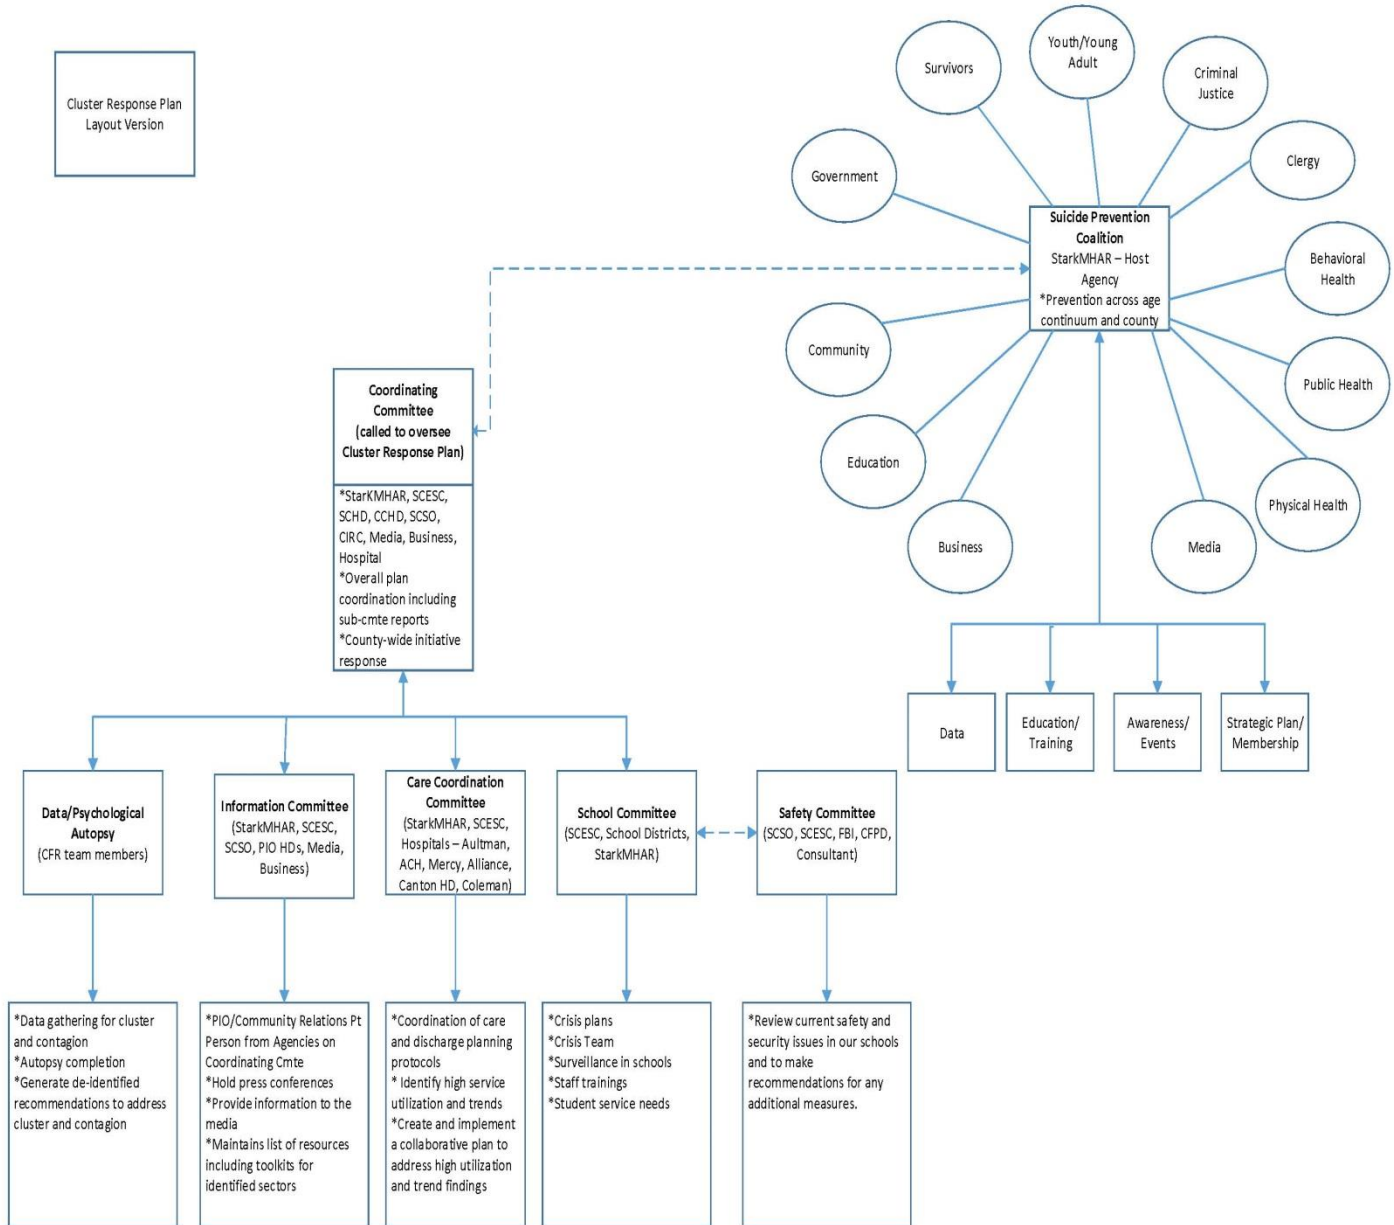 Cluster Response Plan
Layout Version
Survivors
Youth/Young
Adult
Criminal
Justice
Clergy
Government
Suicide Prevention
Coalition
StarkMHAR – Host
Agency
*Prevention across age
continuum and county
Behavioral
Health
Community
Public Health
Education
Physical Health
Business
Media
Coordinating
Committee
(called to oversee
Cluster Response Plan)
*StarKMHAR, SCESC,
SCHD, CCHD, SCSO,
CIRC, Media, Business,
Hospital
*Overall plan
coordination including
sub-cmte reports
*County-wide initiative
response
Data
Education/
Training
Awareness/
Events
Strategic Plan/
Membership
Data/Psychological
Autopsy
(CFR team members)
Information Committee
(StarkMHAR, SCESC,
SCSO, PIO HDs, Media,
Business)
Care Coordination
Committee
(StarkMHAR, SCESC,
Hospitals – Aultman,
ACH, Mercy, Alliance,
Canton HD, Coleman)
School Committee
(SCESC, School Districts,
StarkMHAR)
Safety Committee
(SCSO, SCESC, FBI, CFPD,
Consultant)
*Data gathering for cluster
and contagion
*Autopsy completion
*Generate de-identified
recommendations to address
cluster and contagion
*PIO/Community Relations Pt
Person from Agencies on
Coordinating Cmte
*Hold press conferences
*Provide information to the
media
*Maintains list of resources
including toolkits for
identified sectors
*Coordination of care
and discharge planning
protocols
* Identify high service
utilization and trends
*Create and implement
a collaborative plan to
address high utilization
and trend findings
*Crisis plans
*Crisis Team
*Surveillance in schools
*Staff trainings
*Student service needs
*Review current safety and
security issues in our schools
and to make
recommendations for any
additional measures.